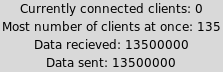 Currently connected clients: 0
Most number of clients at once: 135
Data recieved: 13500000
Data sent: 13500000